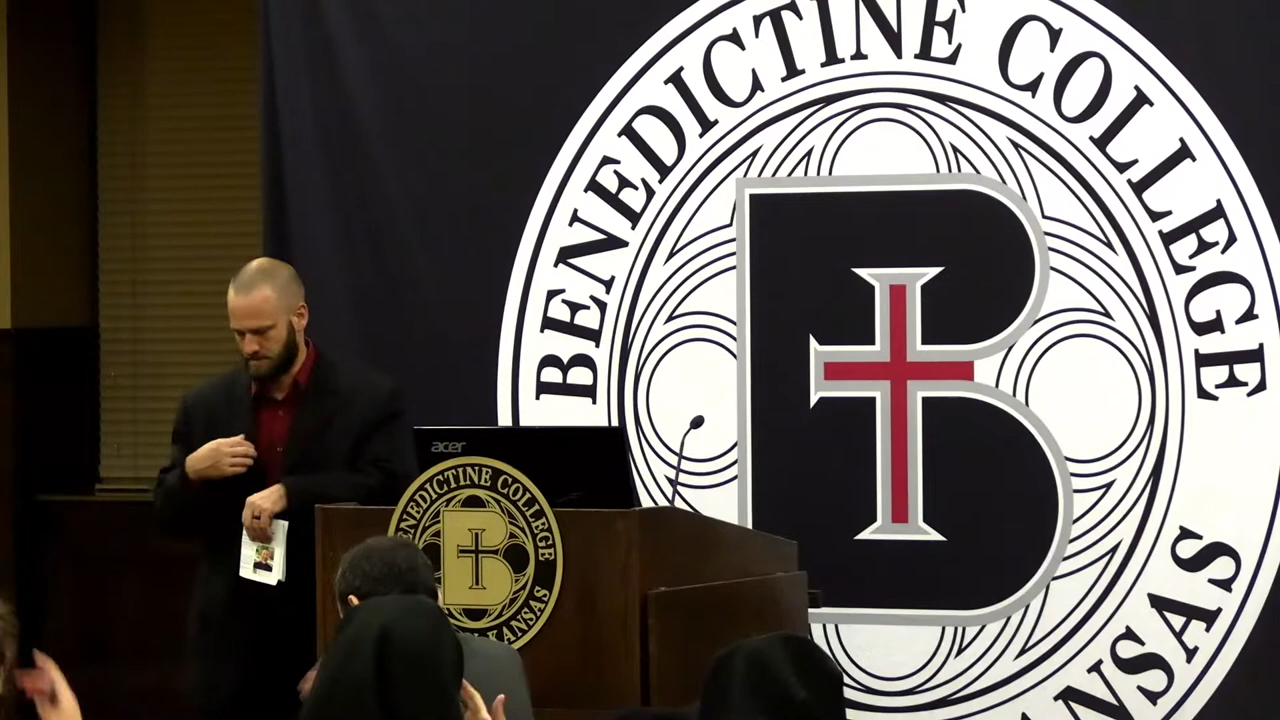 BENEDICTINE COLLEGE
B
ANSAS
acer
BENEDICTINE COLLEGE
B
KANSAS